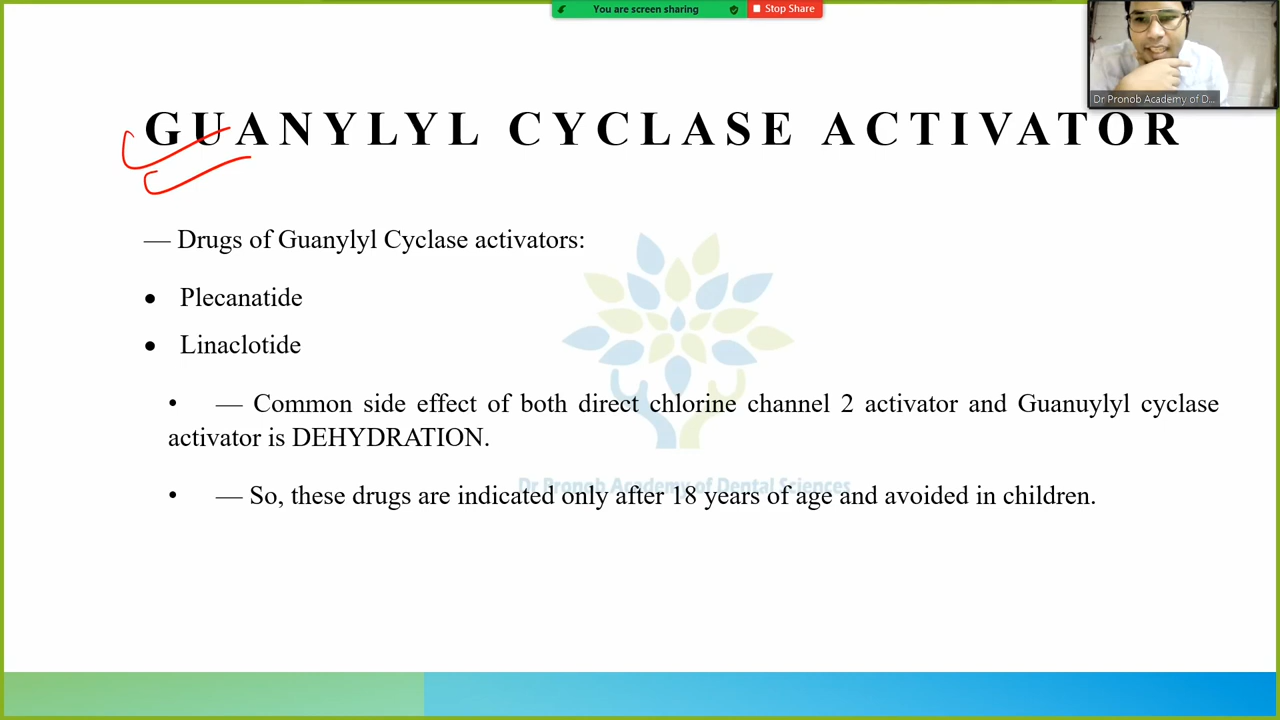 You are screen sharing
Stop Share
Dr Pronob Academy of D...
GUANYLYL CYCLASE ACTIVATOR
— Drugs of Guanylyl Cyclase activators:
• Plecanatide
• Linaclotide
• — Common side effect of both direct chlorine channel 2 activator and Guanuylyl cyclase
activator is DEHYDRATION.
Dr Pronob Academy of Dental Sciences
• — So, these drugs are indicated only after 18 years of age and avoided in children.